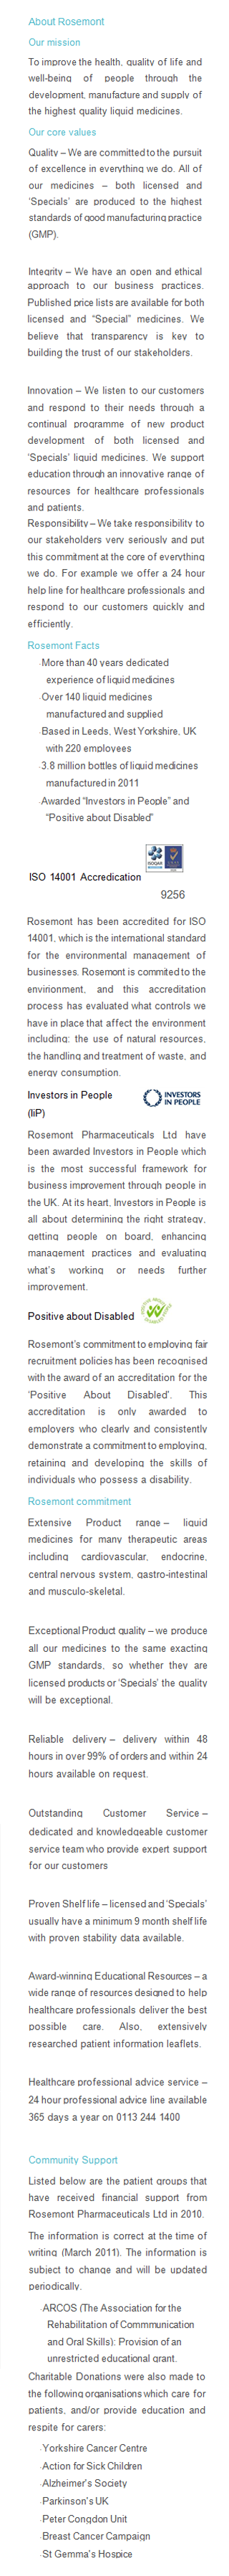 About Rosemont
Our mission
To improve the health, quality of life and
well-being of people through the
development, manufacture and supply of
the highest quality liquid medicines.
Our core values
Quality – We are committed to the pursuit
of excellence in everything we do. All of
our medicines – both licensed and
'Specials' are produced to the highest
standards of good manufacturing practice
(GMP).
Integrity – We have an open and ethical
approach to our business practices.
Published price lists are available for both
licensed and "Special" medicines. We
believe that transparency is key to
building the trust of our stakeholders.
Innovation – We listen to our customers
and respond to their needs through a
continual programme of new product
development of both licensed and
'Specials' liquid medicines. We support
education through an innovative range of
resources for healthcare professionals
and patients.
Responsibility – We take responsibility to
our stakeholders very seriously and put
this commitment at the core of everything
we do. For example we offer a 24 hour
help line for healthcare professionals and
respond to our customers quickly and
efficiently.
Rosemont Facts
·More than 40 years dedicated
experience of liquid medicines
·Over 140 liquid medicines
manufactured and supplied
·Based in Leeds, West Yorkshire, UK
with 220 employees
·3.8 million bottles of liquid medicines
manufactured in 2011
·Awarded "Investors in People" and
"Positive about Disabled"
ISO 14001 Accredication
9256
Rosemont has been accredited for ISO
14001, which is the international standard
for the environmental management of
businesses. Rosemont is commited to the
envirionment, and this accreditation
process has evaluated what controls we
have in place that affect the environment
including: the use of natural resources,
the handling and treatment of waste, and
energy consumption.
Investors in People
(IiP)
INVESTORS
IN PEOPLE
Rosemont Pharmaceuticals Ltd have
been awarded Investors in People which
is the most successful framework for
business improvement through people in
the UK. At its heart, Investors in People is
all about determining the right strategy,
getting people on board, enhancing
management practices and evaluating
what's working or needs further
improvement.
Positive about Disabled
Rosemont's commitment to employing fair
recruitment policies has been recognised
with the award of an accreditation for the
'Positive About Disabled'. This
accreditation is only awarded to
employers who clearly and consistently
demonstrate a commitment to employing,
retaining and developing the skills of
individuals who possess a disability.
Rosemont commitment
Extensive Product range – liquid
medicines for many therapeutic areas
including cardiovascular, endocrine,
central nervous system, gastro-intestinal
and musculo-skeletal.
Exceptional Product quality – we produce
all our medicines to the same exacting
GMP standards, so whether they are
licensed products or 'Specials' the quality
will be exceptional.
Reliable delivery – delivery within 48
hours in over 99% of orders and within 24
hours available on request.
Outstanding Customer Service –
dedicated and knowledgeable customer
service team who provide expert support
for our customers
Proven Shelf life – licensed and 'Specials'
usually have a minimum 9 month shelf life
with proven stability data available.
Award-winning Educational Resources – a
wide range of resources designed to help
healthcare professionals deliver the best
possible care. Also, extensively
researched patient information leaflets.
Healthcare professional advice service –
24 hour professional advice line available
365 days a year on 0113 244 1400
Community Support
Listed below are the patient groups that
have received financial support from
Rosemont Pharmaceuticals Ltd in 2010.
The information is correct at the time of
writing (March 2011). The information is
subject to change and will be updated
periodically.
·ARCOS (The Association for the
Rehabilitation of Commmunication
and Oral Skills): Provision of an
unrestricted educational grant.
Charitable Donations were also made to
the following organisations which care for
patients, and/or provide education and
respite for carers:
·Yorkshire Cancer Centre
·Action for Sick Children
·Alzheimer's Society
·Parkinson's UK
·Peter Congdon Unit
·Breast Cancer Campaign
·St Gemma's Hospice